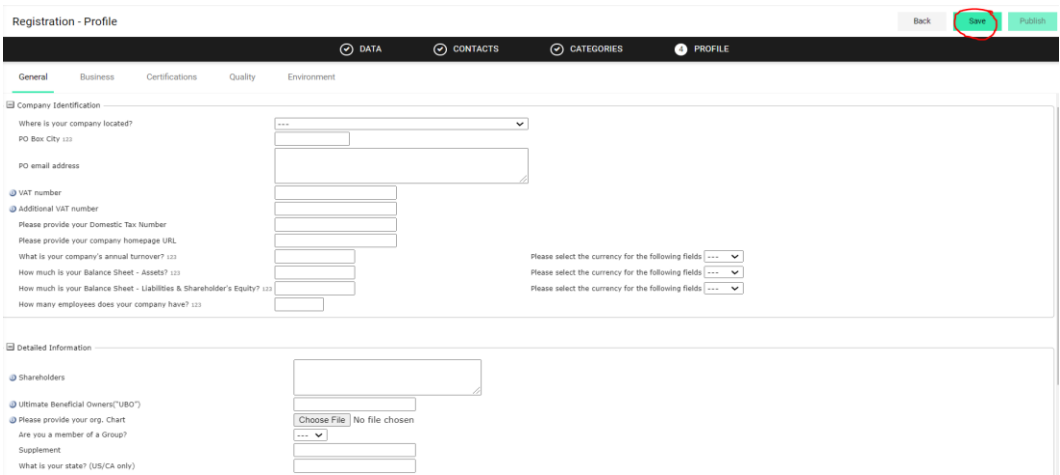 Registration - Profile
Back
Save
Publish
DATA
CONTACTS
CATEGORIES
4 PROFILE
General
Business
Certifications
Quality
Environment
Company Identification
Where is your company located?
---
PO Box City 123
PO email address
VAT number
Additional VAT number
Please provide your Domestic Tax Number
Please provide your company homepage URL
What is your company's annual turnover? 123
Please select the currency for the following fields ---
How much is your Balance Sheet - Assets? 123
Please select the currency for the following fields ---
How much is your Balance Sheet - Liabilities & Shareholder's Equity? 123
Please select the currency for the following fields ---
How many employees does your company have? 123
Detailed Information
Shareholders
Ultimate Beneficial Owners("UBO")
Please provide your org. Chart
Choose File No file chosen
Are you a member of a Group?
---
Supplement
What is your state? (US/CA only)